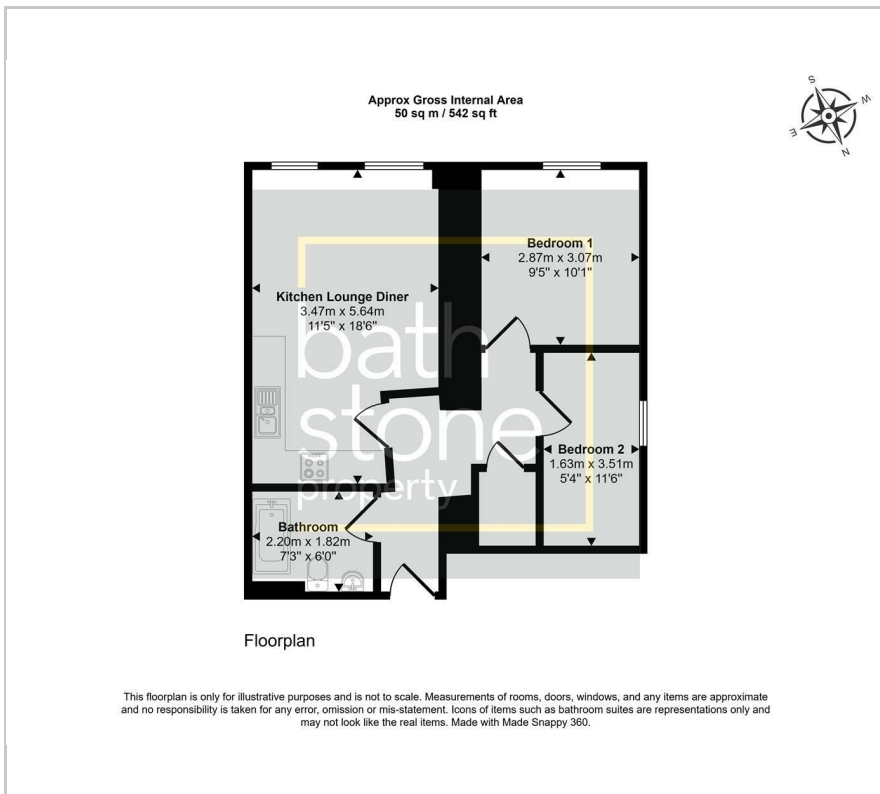 Approx Gross Internal Area
50 sq m / 542 sq ft
S
W
E
N
Bedroom 1
2.87m x 3.07m
9'5" x 10'1"
Kitchen Lounge Diner
3.47m x 5.64m
11'5" x 18'6"
bath
stone
property
Bedroom 2
1.63m x 3.51m
5'4" x 11'6"
Bathroom
2.20m x 1.82m
7'3" x 6'0"
Floorplan
This floorplan is only for illustrative purposes and is not to scale. Measurements of rooms, doors, windows, and any items are approximate
and no responsibility is taken for any error, omission or mis-statement. Icons of items such as bathroom suites are representations only and
may not look like the real items. Made with Made Snappy 360.